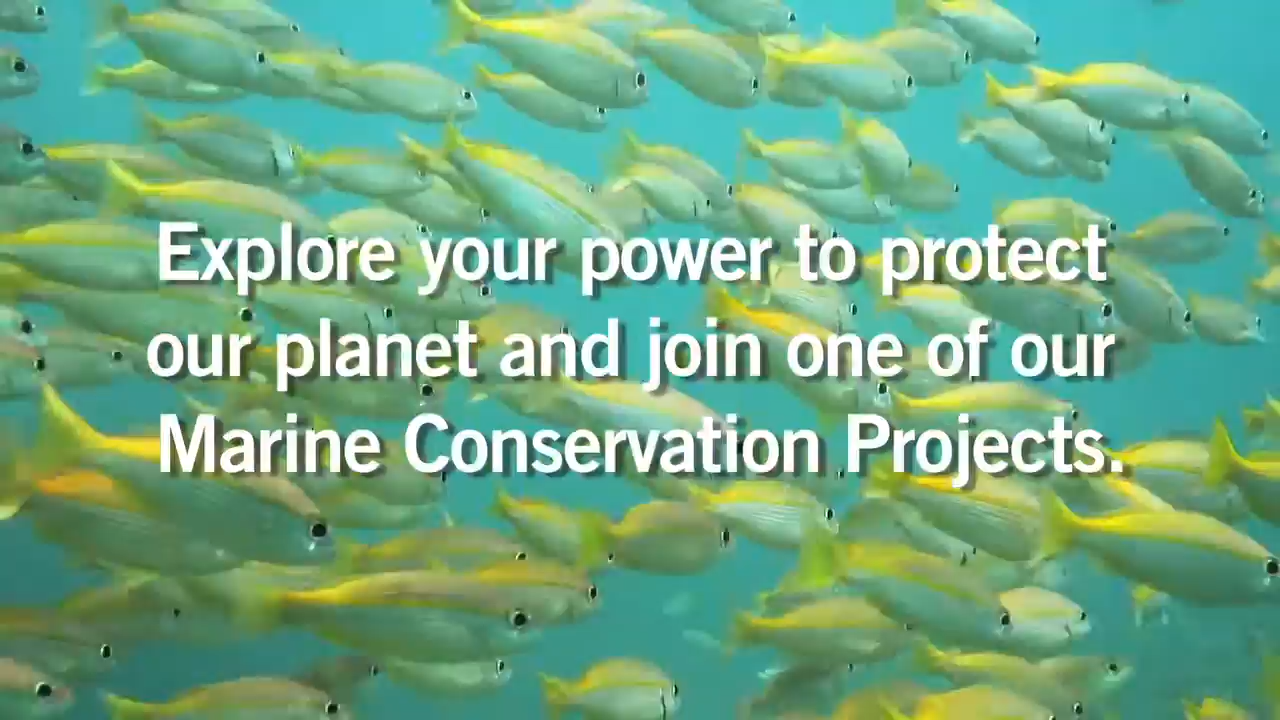 Explore your power to protect
our planet and join one of our
Marine Conservation Projects.